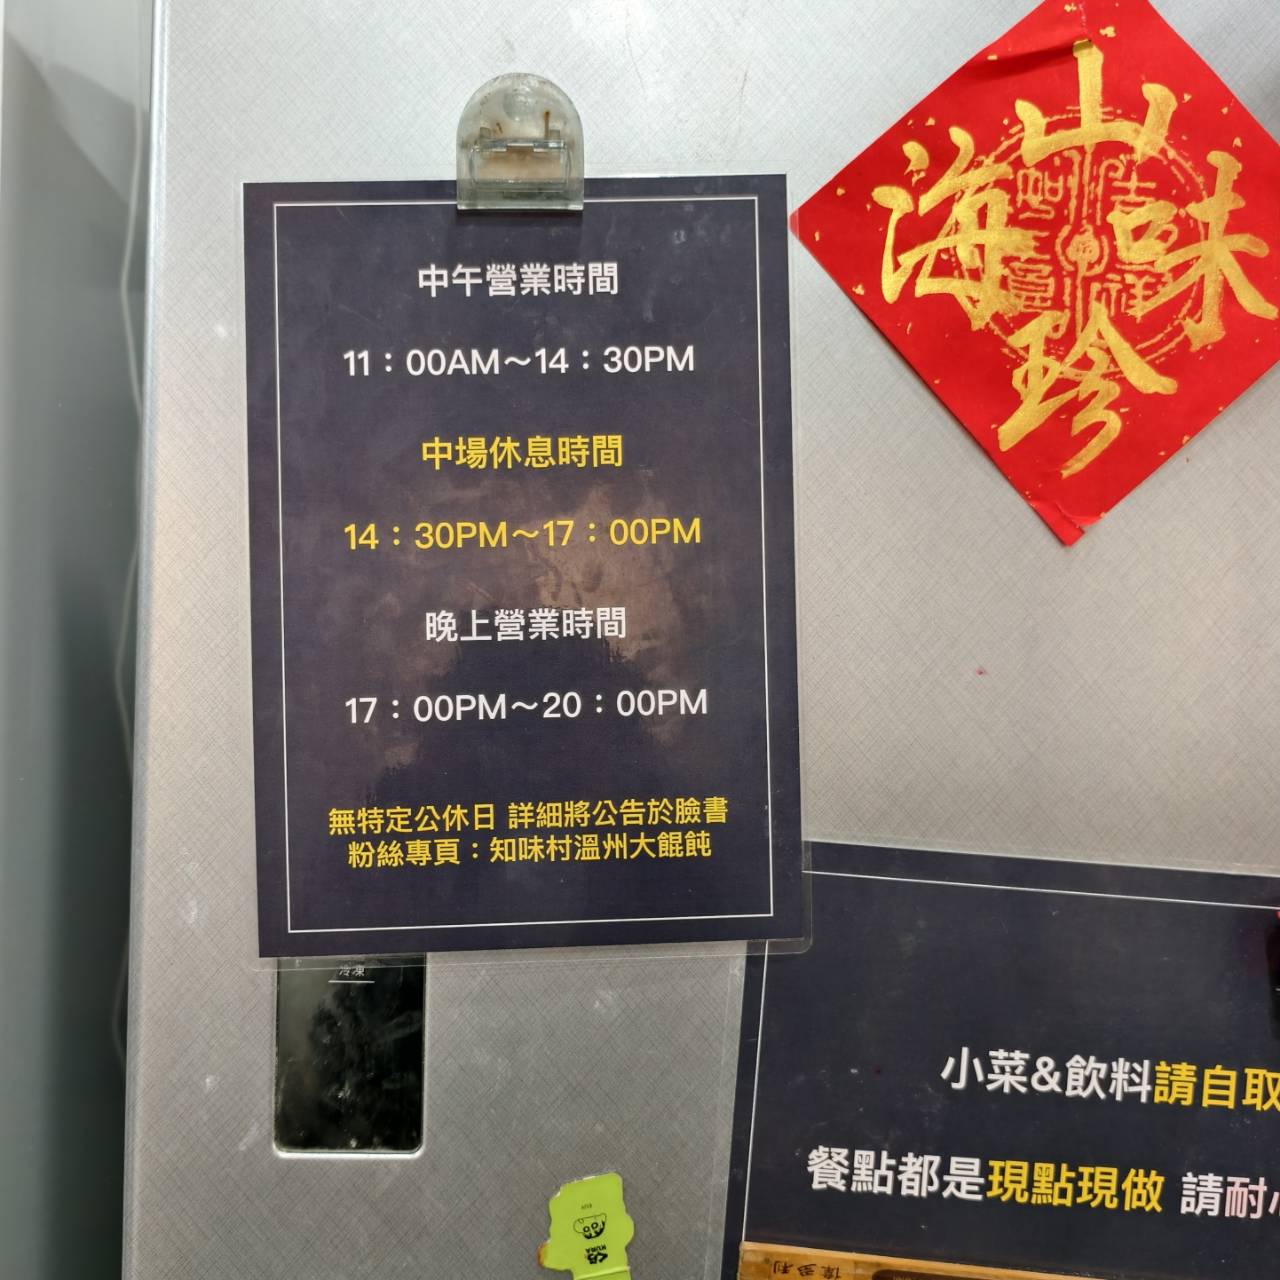 中午營業時間
11：00AM～14：30PM
中場休息時間
14：30PM～17：00PM
晚上營業時間
17：00PM～20：00PM
無特定公休日 詳細將公告於臉書
粉絲專頁：知味村溫州大餛飩
山
海味
珍
冷凍
小菜&飲料請自取
餐點都是現點現做 請耐
KUMA